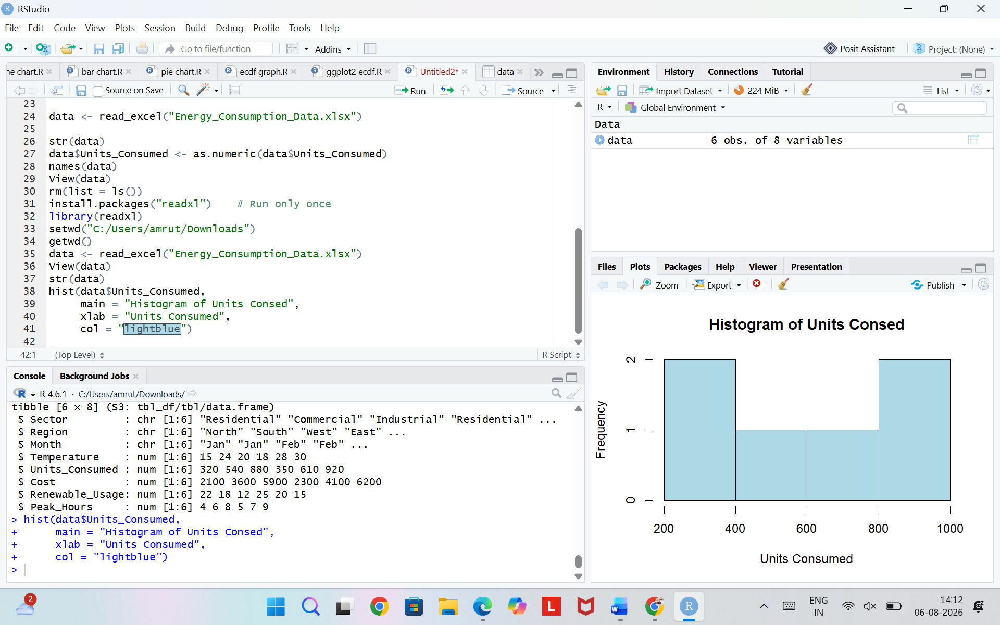 RStudio
File Edit Code View Plots Session Build Debug Profile Tools Help
Go to file/function Addins Posit Assistant Project: (None)
ne chart.R bar chart.R pie chart.R ecdf graph.R ggplot2 ecdf.R Untitled2* data
Source on Save Run Source
23
24 data <- read_excel("Energy_Consumption_Data.xlsx")
25
26 str(data)
27 data$Units_Consumed <- as.numeric(data$Units_Consumed)
28 names(data)
29 View(data)
30 rm(list = ls())
31 install.packages("readxl") # Run only once
32 library(readxl)
33 setwd("C:/Users/amrut/Downloads")
34 getwd()
35 data <- read_excel("Energy_Consumption_Data.xlsx")
36 View(data)
37 str(data)
38 hist(data$Units_Consumed,
39 main = "Histogram of Units Consed",
40 xlab = "Units Consumed",
41 col = "lightblue")
42
42:1 (Top Level) R Script
Console Background Jobs
R 4.6.1 · C:/Users/amrut/Downloads/
tibble [6 × 8] (S3: tbl_df/tbl/data.frame)
$ Sector : chr [1:6] "Residential" "Commercial" "Industrial" "Residential" ...
$ Region : chr [1:6] "North" "South" "West" "East" ...
$ Month : chr [1:6] "Jan" "Jan" "Feb" "Feb" ...
$ Temperature : num [1:6] 15 24 20 18 28 30
$ Units_Consumed : num [1:6] 320 540 880 350 610 920
$ Cost : num [1:6] 2100 3600 5900 2300 4100 6200
$ Renewable_Usage: num [1:6] 22 18 12 25 20 15
$ Peak_Hours : num [1:6] 4 6 8 5 7 9
> hist(data$Units_Consumed,
+ main = "Histogram of Units Consed",
+ xlab = "Units Consumed",
+ col = "lightblue")
>
Environment History Connections Tutorial
Import Dataset 224 MiB List
R Global Environment
Data
data 6 obs. of 8 variables
Files Plots Packages Help Viewer Presentation
Zoom Export Publish
Histogram of Units Consed
Frequency
2
1
0
200 400 600 800 1000
Units Consumed
2
L
W
R
ENG
IN
14:12
06-08-2026